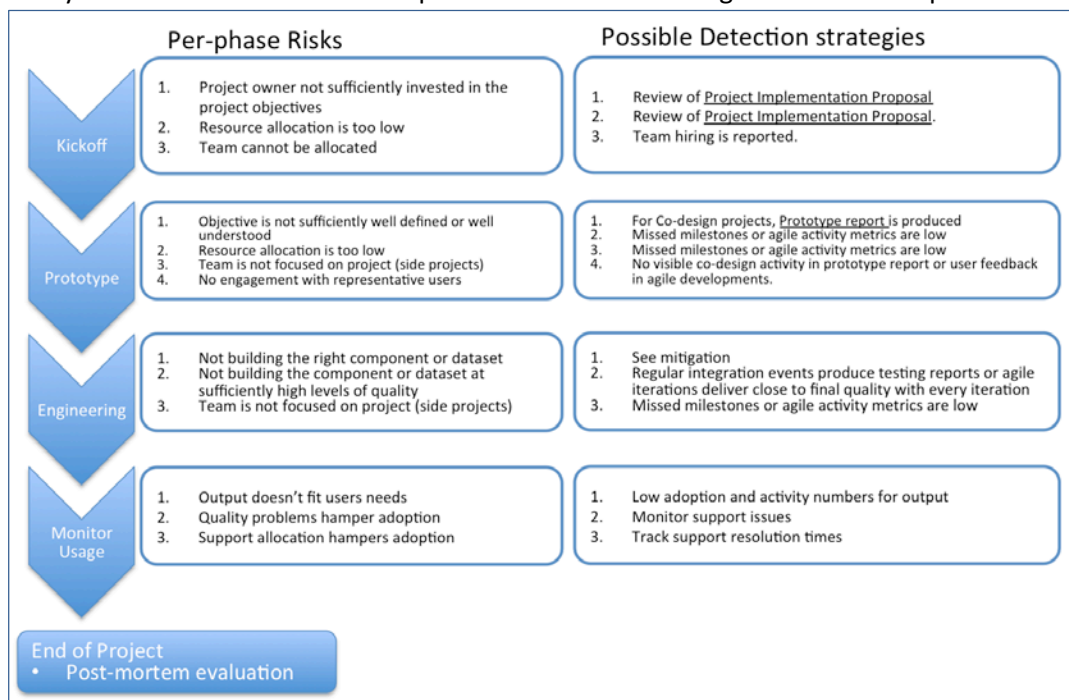 Per-phase Risks
Possible Detection strategies
Kickoff
1. Project owner not sufficiently invested in the
project objectives
2. Resource allocation is too low
3. Team cannot be allocated
1. Review of Project Implementation Proposal
2. Review of Project Implementation Proposal.
3. Team hiring is reported.
Prototype
1. Objective is not sufficiently well defined or well
understood
2. Resource allocation is too low
3. Team is not focused on project (side projects)
4. No engagement with representative users
1. For Co-design projects, Prototype report is produced
2. Missed milestones or agile activity metrics are low
3. Missed milestones or agile activity metrics are low
4. No visible co-design activity in prototype report or user feedback
in agile developments.
Engineering
1. Not building the right component or dataset
2. Not building the component or dataset at
sufficiently high levels of quality
3. Team is not focused on project (side projects)
1. See mitigation
2. Regular integration events produce testing reports or agile
iterations deliver close to final quality with every iteration
3. Missed milestones or agile activity metrics are low
Monitor
Usage
1. Output doesn't fit users needs
2. Quality problems hamper adoption
3. Support allocation hampers adoption
1. Low adoption and activity numbers for output
2. Monitor support issues
3. Track support resolution times
End of Project
• Post-mortem evaluation